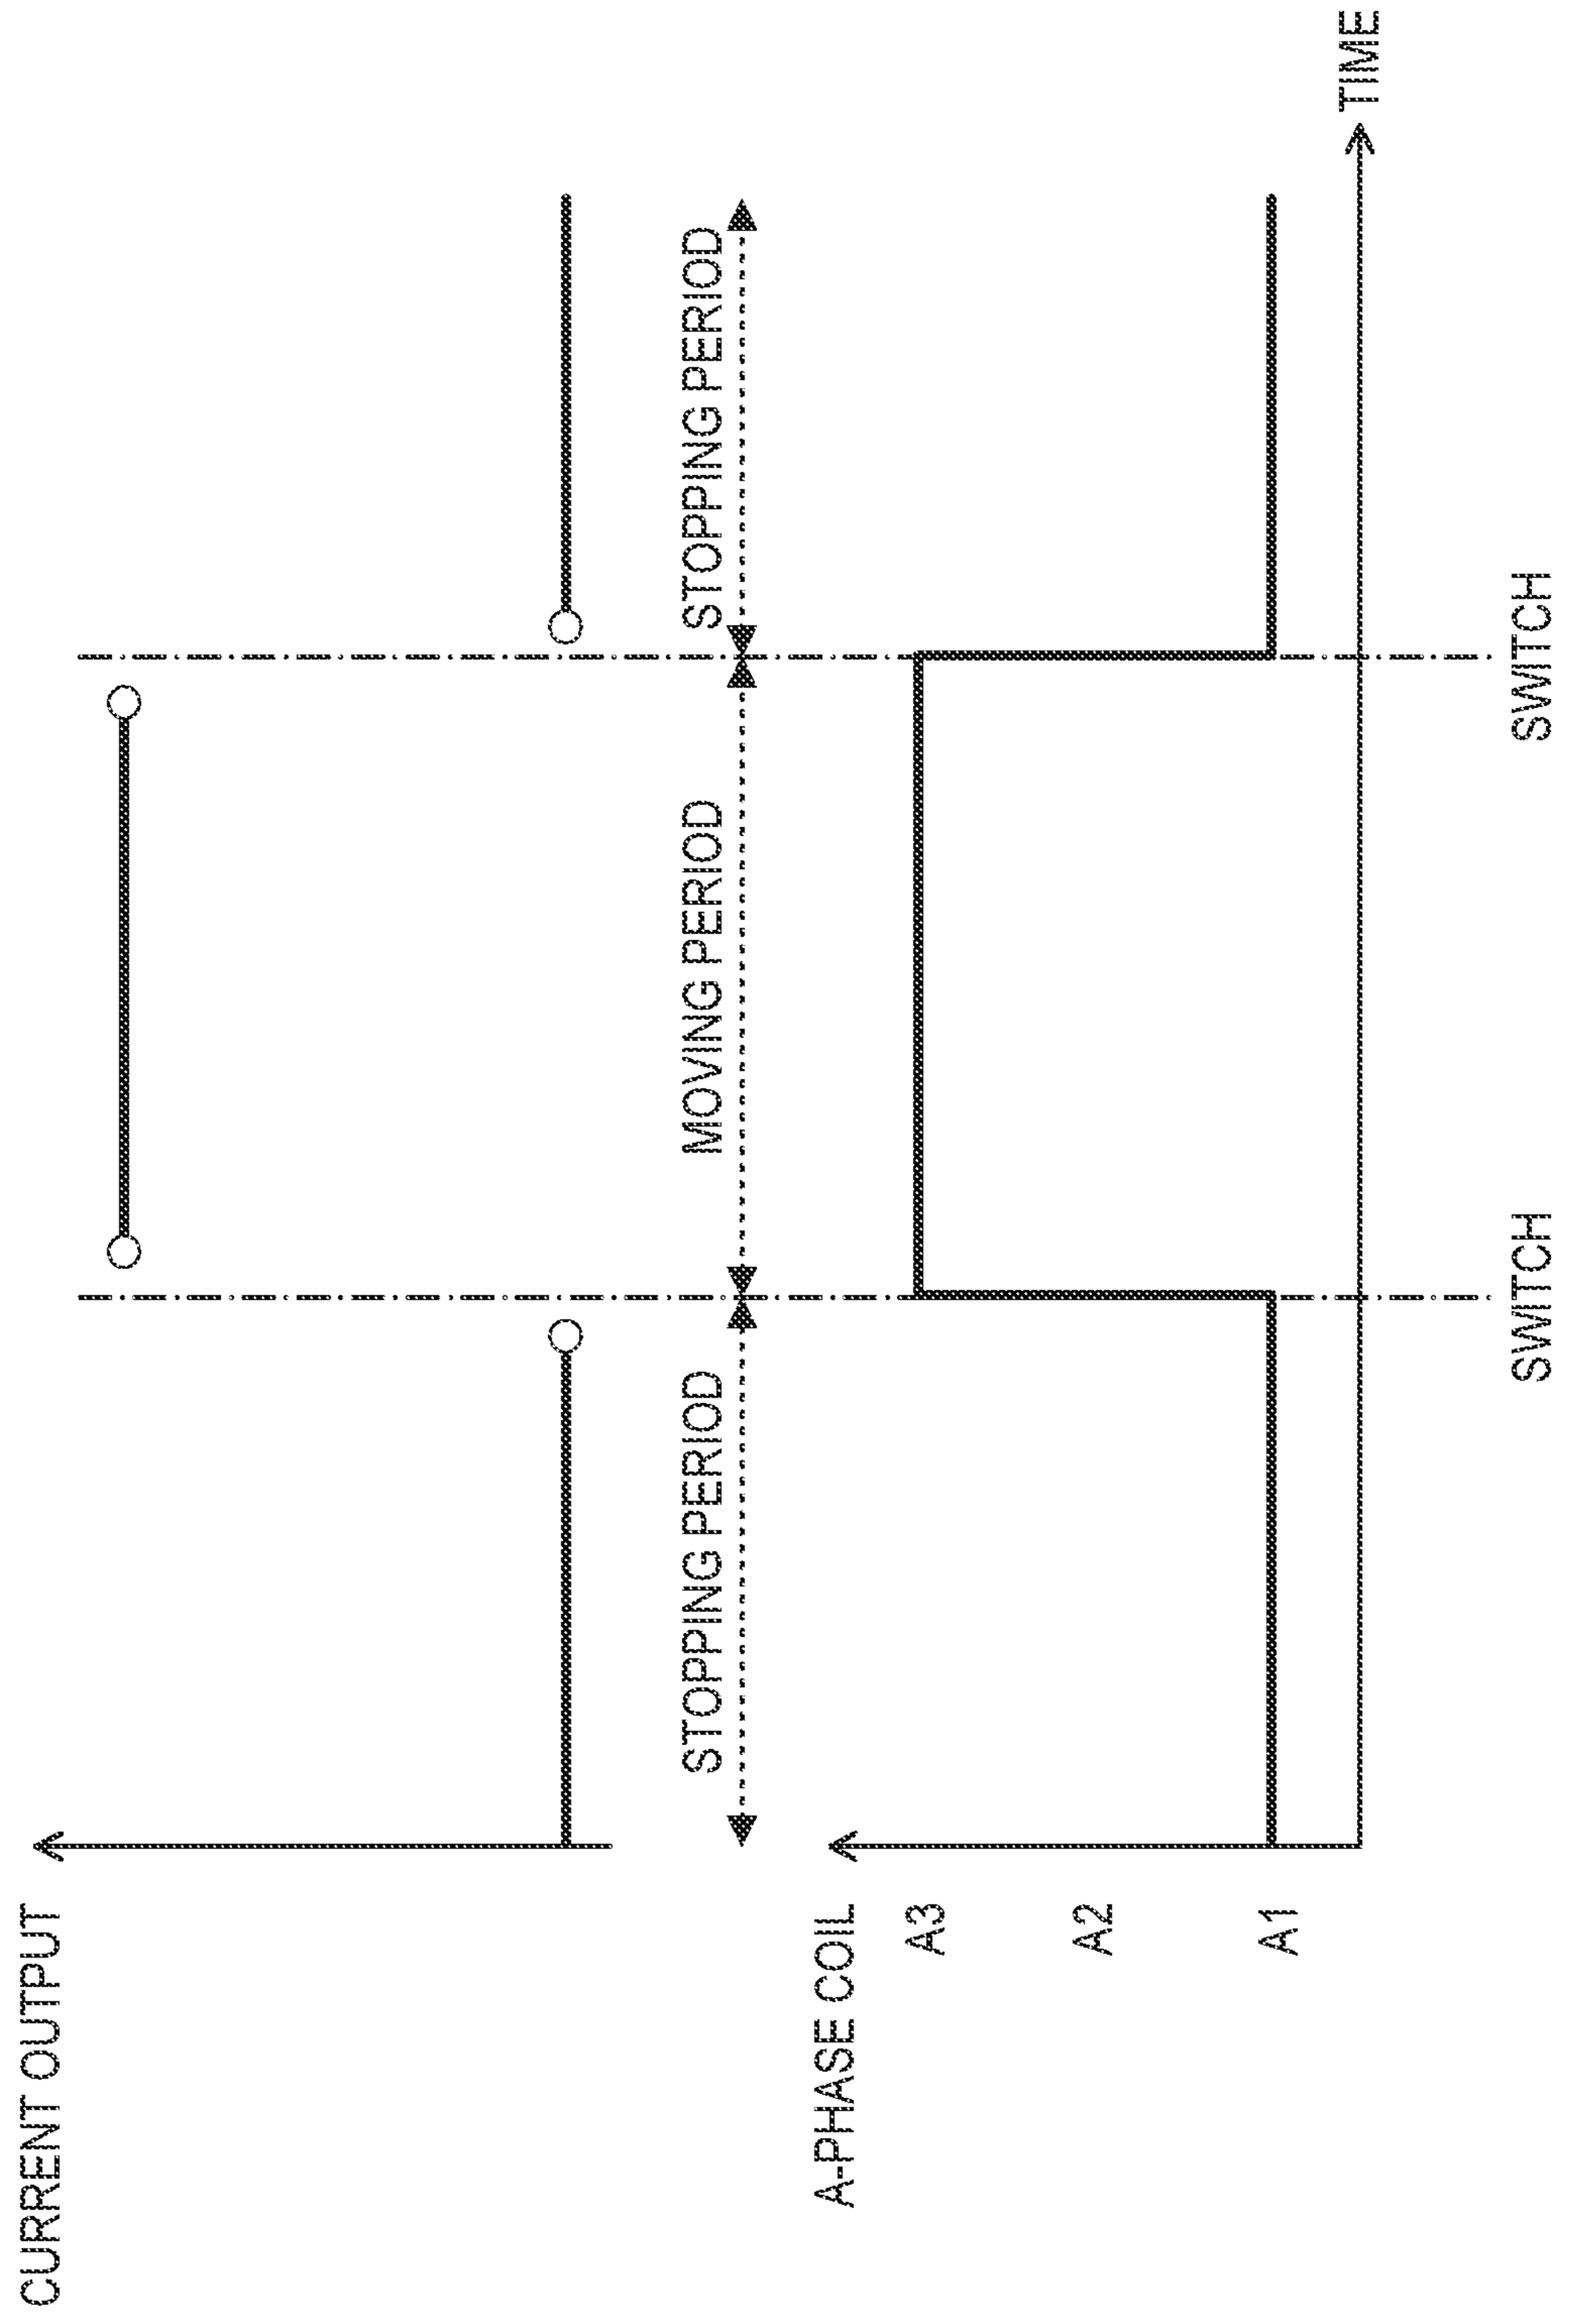 CURRENT OUTPUT
STOPPING PERIOD
MOVING PERIOD
STOPPING PERIOD
A-PHASE COIL
A3
A2
A1
TIME
SWITCH
SWITCH